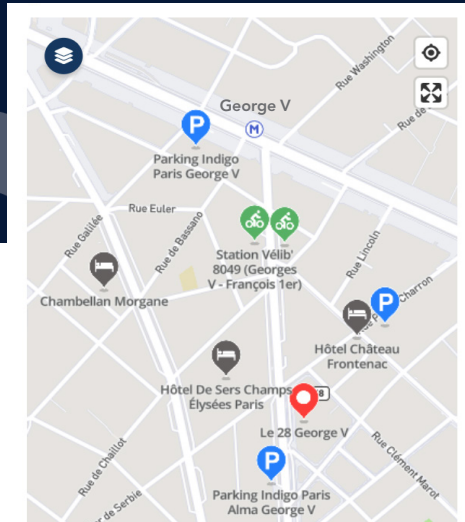 Rue Washington
George V
M
Rue de
P
Parking Indigo
Paris George V
Rue Euler
Rue de Bassano
Rue Galilée
Station Vélib'
8049 (Georges
V - François 1er)
Rue Lincoln
Chambellan Morgane
P
Charron
Hôtel Château
Frontenac
Hôtel De Sers Champs
Élysées Paris
8
Le 28 George V
Rue de Chaillot
Rue Clément Marot
P
Parking Indigo Paris
Alma George V
de Serbie